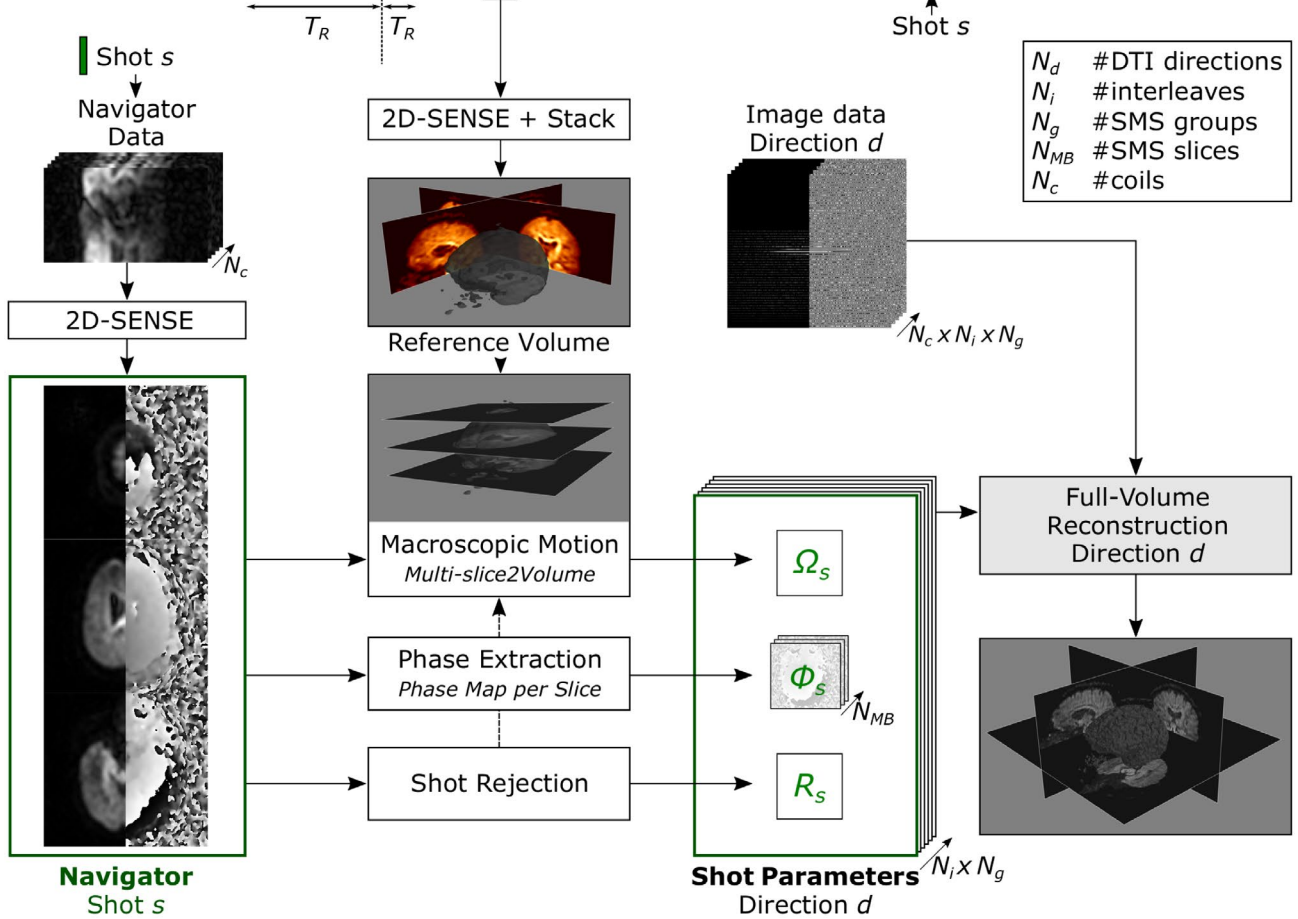 T_R
T_R
Shot s
Shot s
N_d #DTI directions
N_i #interleaves
N_g #SMS groups
N_MB #SMS slices
N_c #coils
Navigator
Data
2D-SENSE + Stack
Image data
Direction d
N_c
N_c x N_i x N_g
2D-SENSE
Reference Volume
Macroscopic Motion
Multi-slice2Volume
Ω_s
Full-Volume
Reconstruction
Direction d
Phase Extraction
Phase Map per Slice
Φ_s
N_MB
Shot Rejection
R_s
N_i x N_g
Navigator
Shot s
Shot Parameters
Direction d